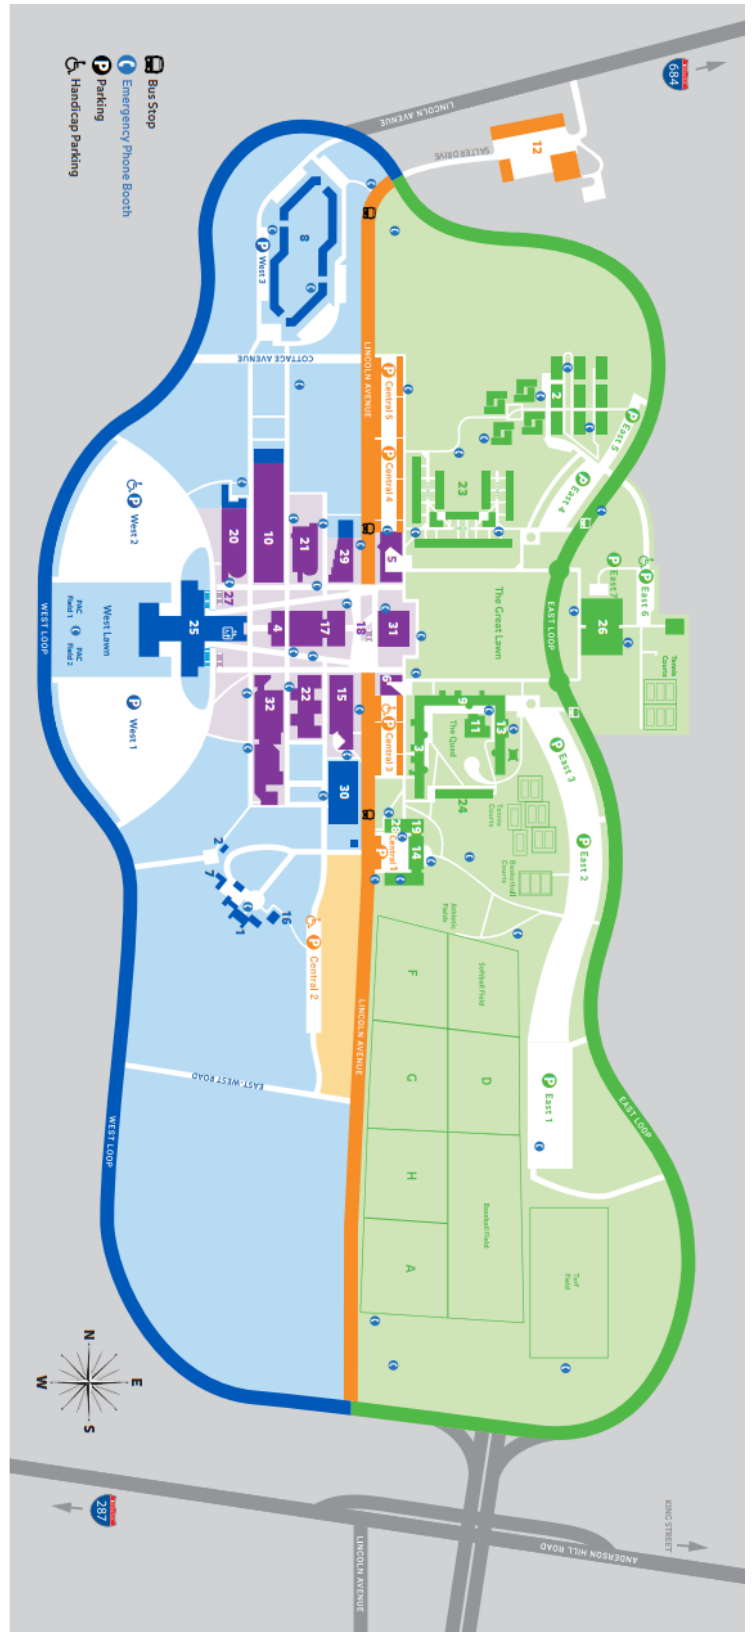 Bus Stop
Emergency Phone Booth
Parking
Handicap Parking
684
LINCOLN AVENUE
SALTER DRIVE
12
8
P West 3
COTTAGE AVENUE
LINCOLN AVENUE
P Central 5
P Central 4
2
P East 5
P East 4
23
P East 7
P East 6
P West 2
20
10
21
29
5
27
The Great Lawn
EAST LOOP
26
Tennis
Courts
WEST LOOP
PAC
Field 1
PAC
Field 2
West Lawn
25
4
17
18
31
6
P West 1
32
22
15
P Central 3
9
The Quad
11
13
3
P East 3
30
24
Tennis
Courts
28
19
14
P Central 1
Basketball
Courts
P East 2
2
7
1
16
P Central 2
Athletic
Fields
Softball Field
F
G
D
H
A
Baseball Field
P East 1
Turf
Field
LINCOLN AVENUE
EAST-WEST ROAD
WEST LOOP
EAST LOOP
N
E
S
W
287
KING STREET
ANDERSON HILL ROAD
LINCOLN AVENUE